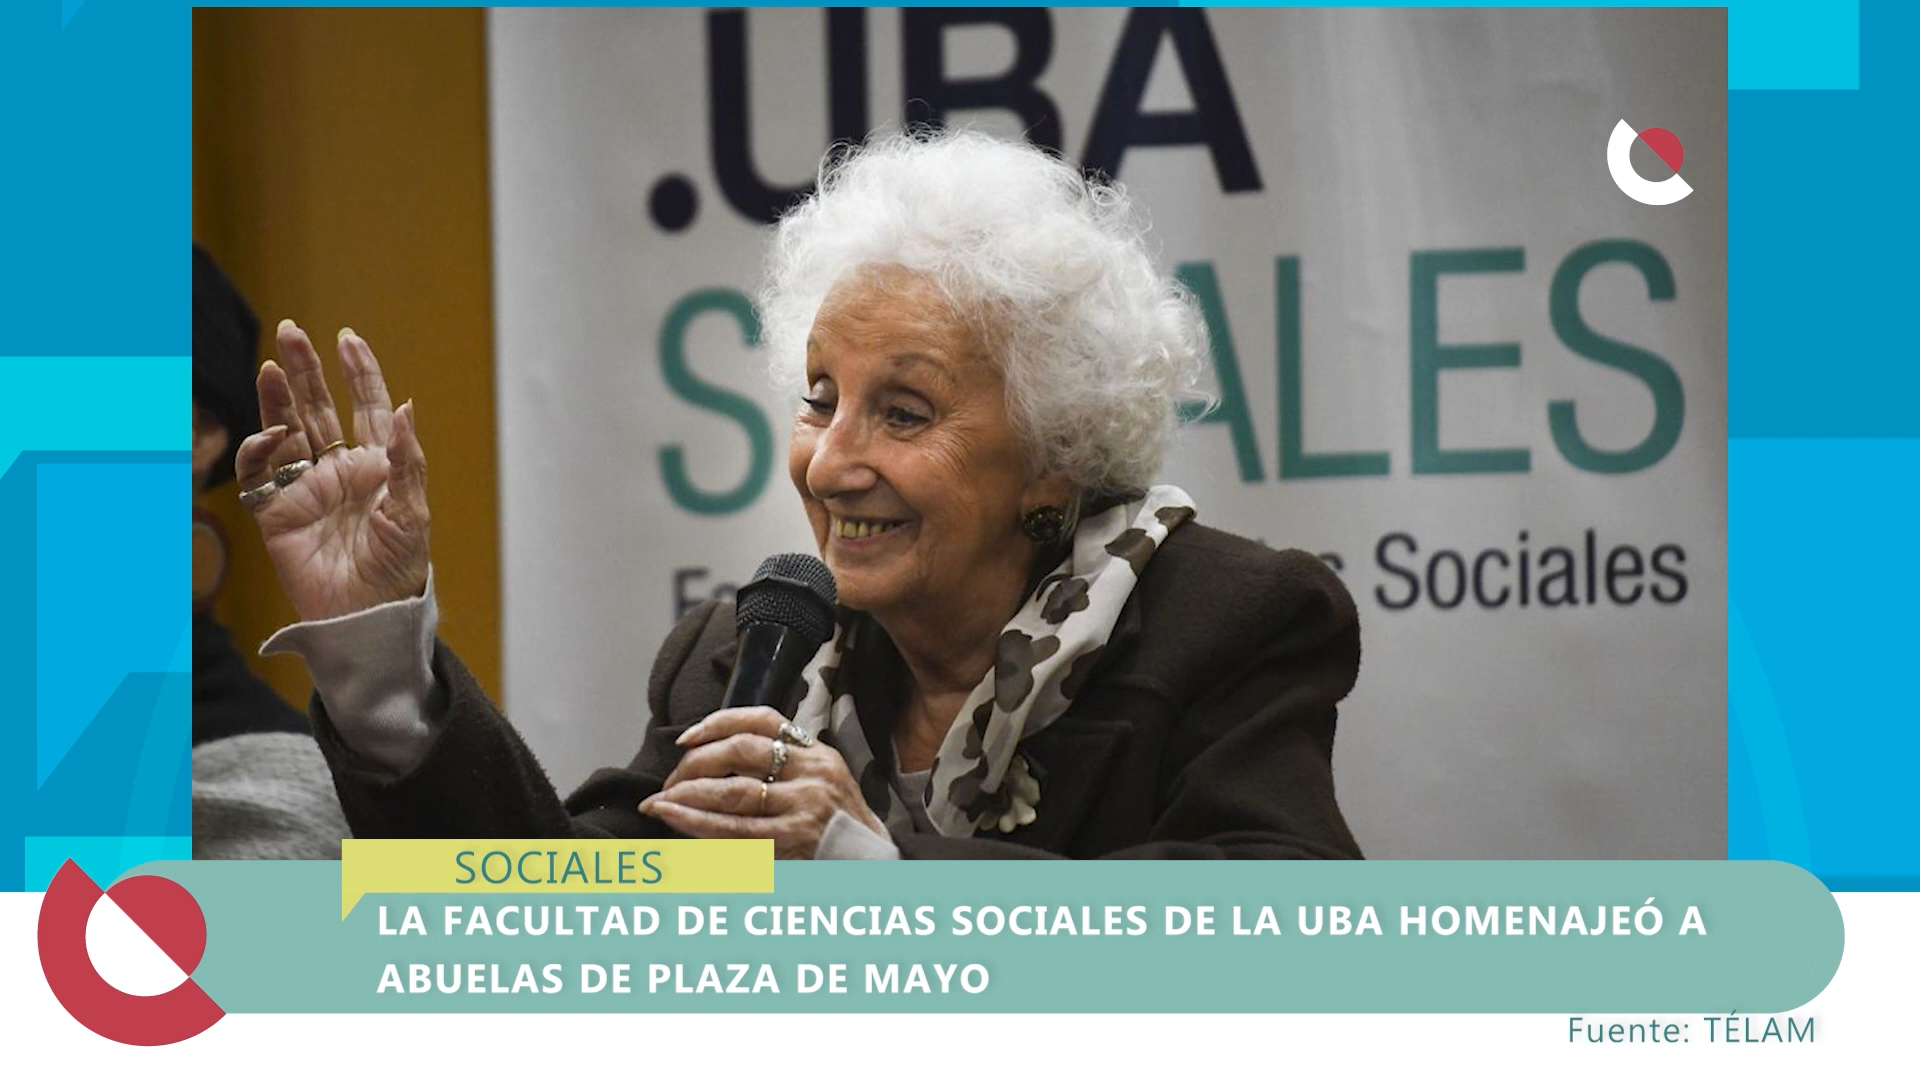 .UBA
Sociales
SOCIALES
LA FACULTAD DE CIENCIAS SOCIALES DE LA UBA HOMENAJEÓ A
ABUELAS DE PLAZA DE MAYO
Fuente: TÉLAM